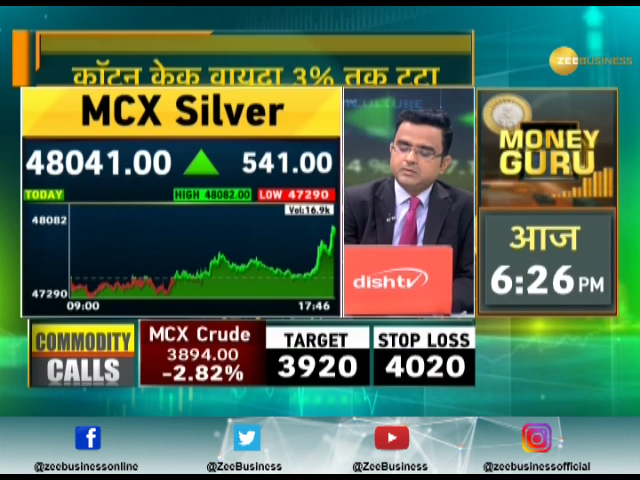 कॉटन केक वायदा 3% तक टूटा
ZEEBUSINESS
MCX Silver
48041.00 541.00
TODAY HIGH 48082.00 LOW 47290
Vol:16.9k
48082
47290
09:00 17:46
CULTURE
dishtv
MONEY
GURU
आज
6:26 PM
COMMODITY
CALLS
MCX Crude
3894.00
-2.82%
TARGET
3920
STOP LOSS
4020
@zeebusinessonline @ZeeBusiness @ZeeBusiness @zeebusinessofficial